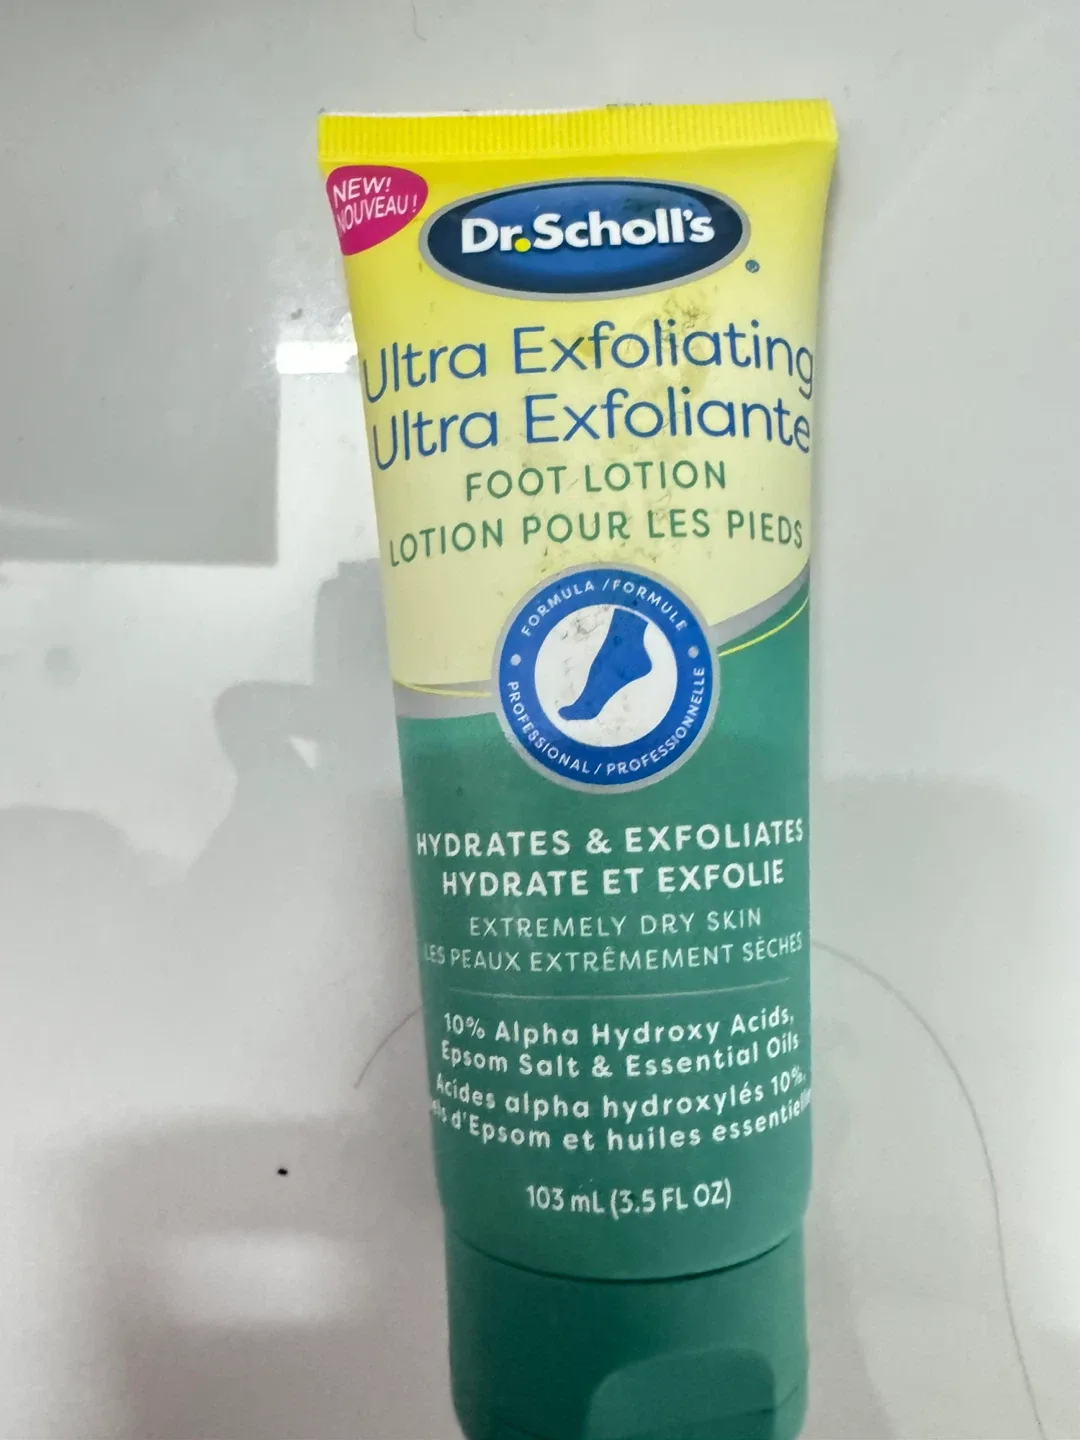 NEW!
NOUVEAU!
Dr.Scholl's
Ultra Exfoliating
Ultra Exfoliante
FOOT LOTION
LOTION POUR LES PIEDS
FORMULA / FORMULE
PROFESSIONAL / PROFESSIONNELLE
HYDRATES & EXFOLIATES
HYDRATE ET EXFOLIE
EXTREMELY DRY SKIN
LES PEAUX EXTRÊMEMENT SÈCHES
10% Alpha Hydroxy Acids,
Epsom Salt & Essential Oils
Acides alpha hydroxylés 10%,
d'Epsom et huiles
103 mL (3.5 FL OZ)